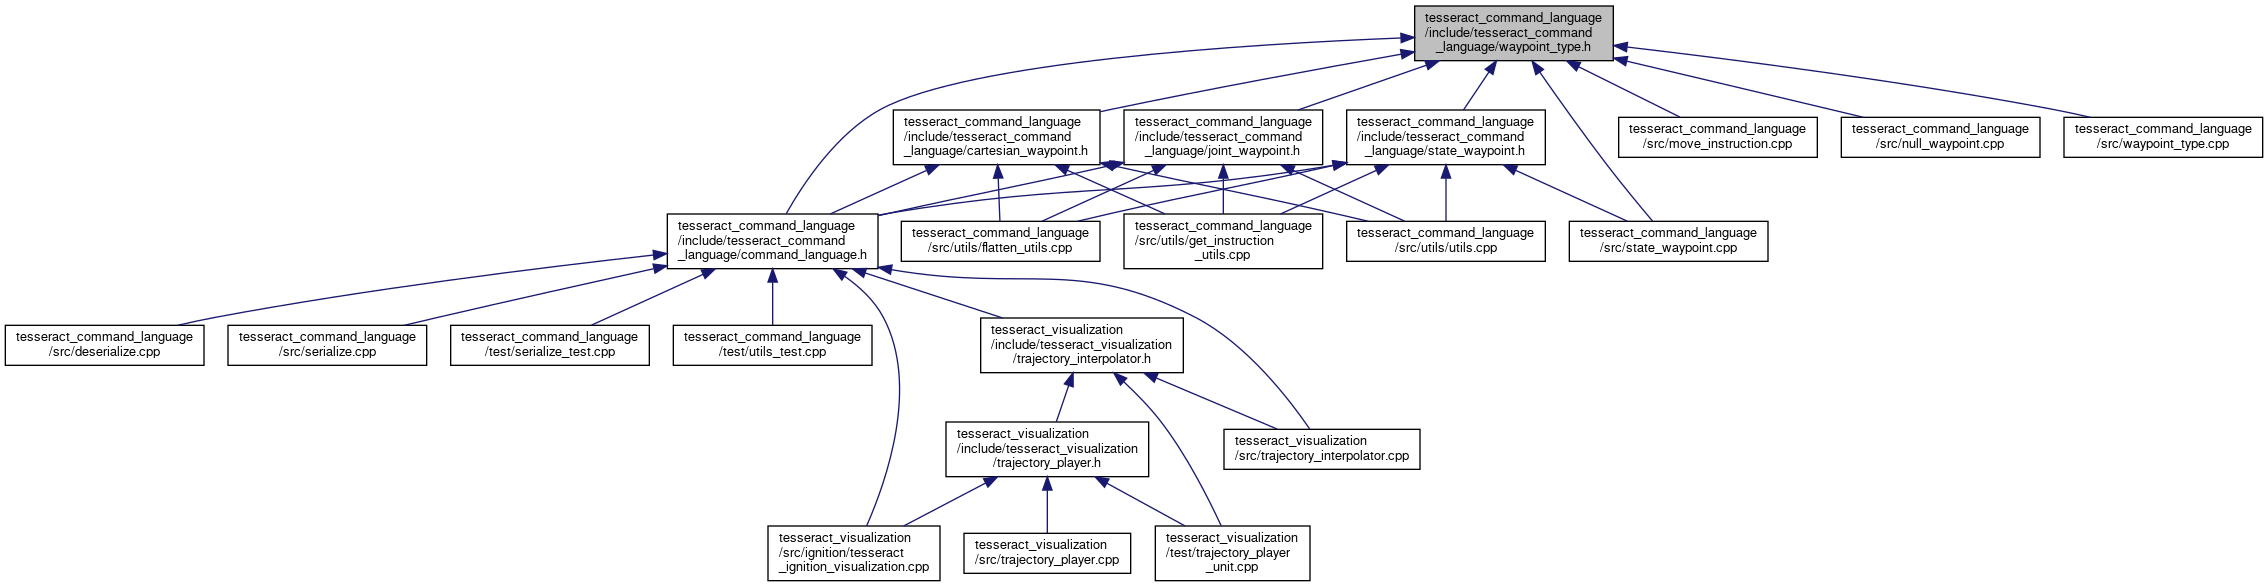 tesseract_command_language
/include/tesseract_command
_language/waypoint_type.h
tesseract_command_language
/include/tesseract_command
_language/cartesian_waypoint.h
tesseract_command_language
/include/tesseract_command
_language/joint_waypoint.h
tesseract_command_language
/include/tesseract_command
_language/state_waypoint.h
tesseract_command_language
/src/move_instruction.cpp
tesseract_command_language
/src/null_waypoint.cpp
tesseract_command_language
/src/waypoint_type.cpp
tesseract_command_language
/include/tesseract_command
_language/command_language.h
tesseract_command_language
/src/utils/flatten_utils.cpp
tesseract_command_language
/src/utils/get_instruction
_utils.cpp
tesseract_command_language
/src/utils/utils.cpp
tesseract_command_language
/src/state_waypoint.cpp
tesseract_command_language
/src/deserialize.cpp
tesseract_command_language
/src/serialize.cpp
tesseract_command_language
/test/serialize_test.cpp
tesseract_command_language
/test/utils_test.cpp
tesseract_visualization
/include/tesseract_visualization
/trajectory_interpolator.h
tesseract_visualization
/include/tesseract_visualization
/trajectory_player.h
tesseract_visualization
/src/trajectory_interpolator.cpp
tesseract_visualization
/src/ignition/tesseract
_ignition_visualization.cpp
tesseract_visualization
/src/trajectory_player.cpp
tesseract_visualization
/test/trajectory_player
_unit.cpp